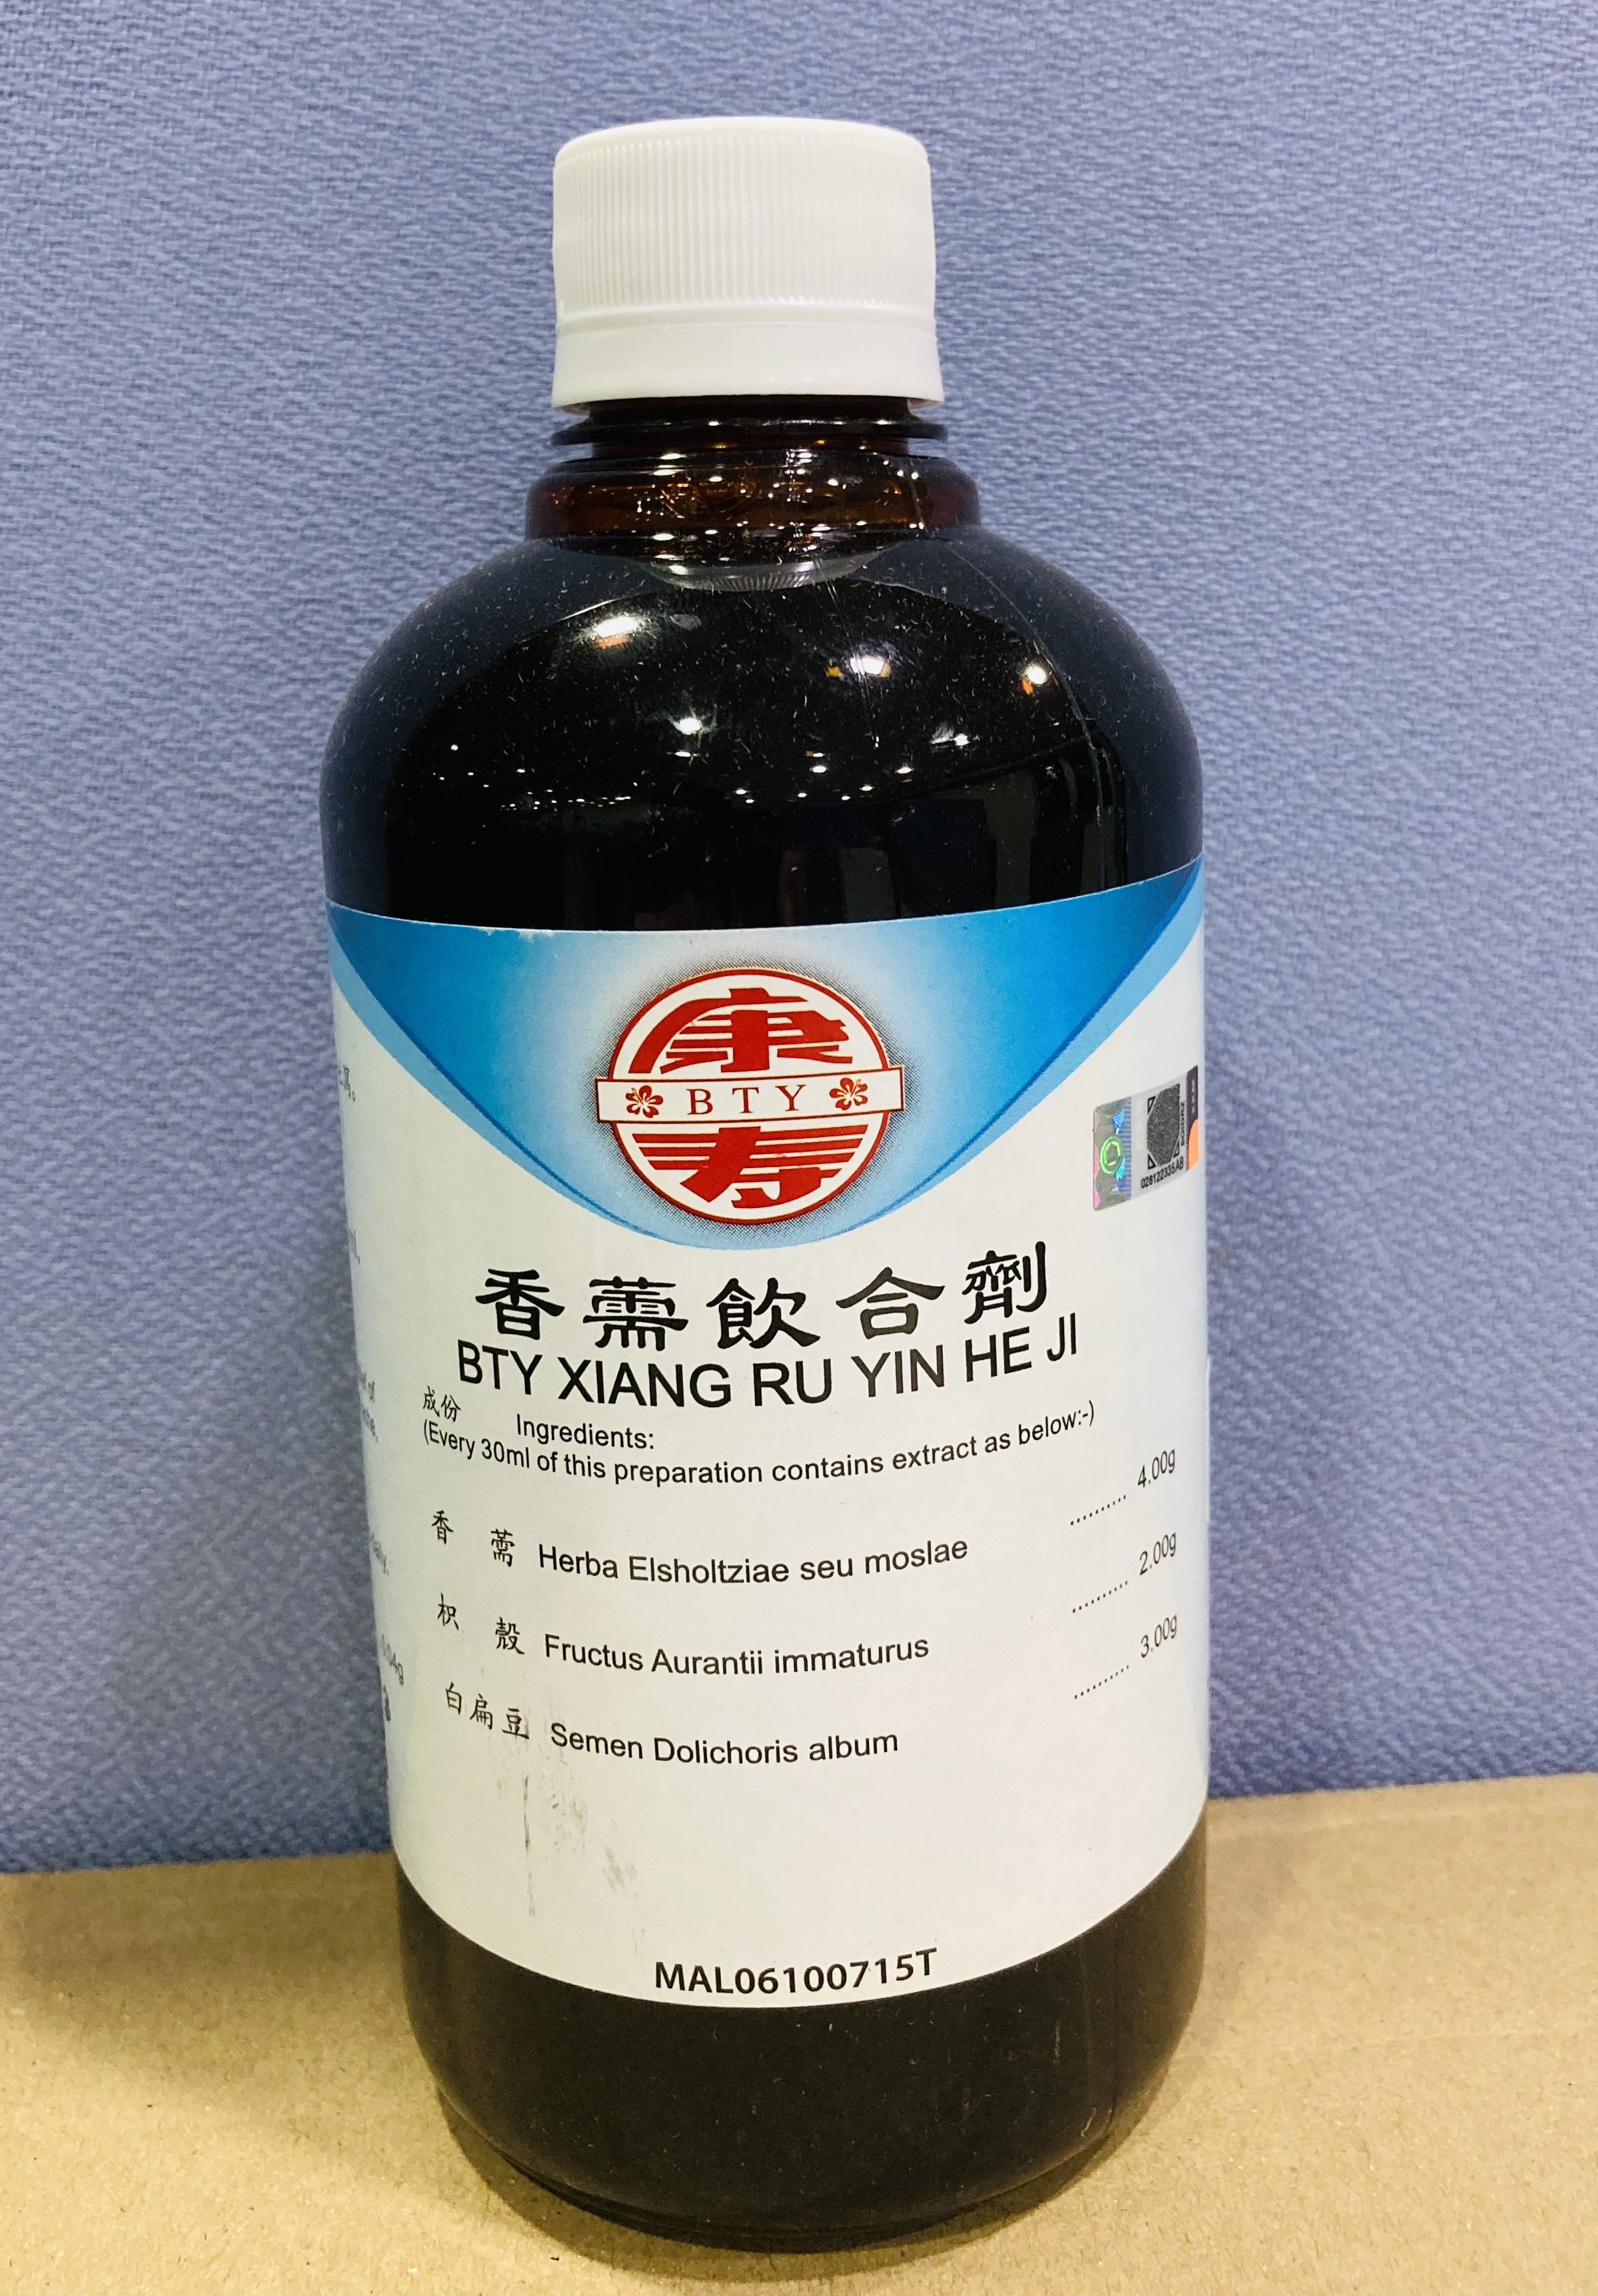 康
BTY
寿
香薷飲合劑
BTY XIANG RU YIN HE JI
成份 Ingredients:
(Every 30ml of this preparation contains extract as below:-)
香薷 Herba Elsholtziae seu moslae .......... 4.00g
枳殼 Fructus Aurantii immaturus .......... 2.00g
白扁豆 Semen Dolichoris album .......... 3.00g
MAL06100715T
028122335AB